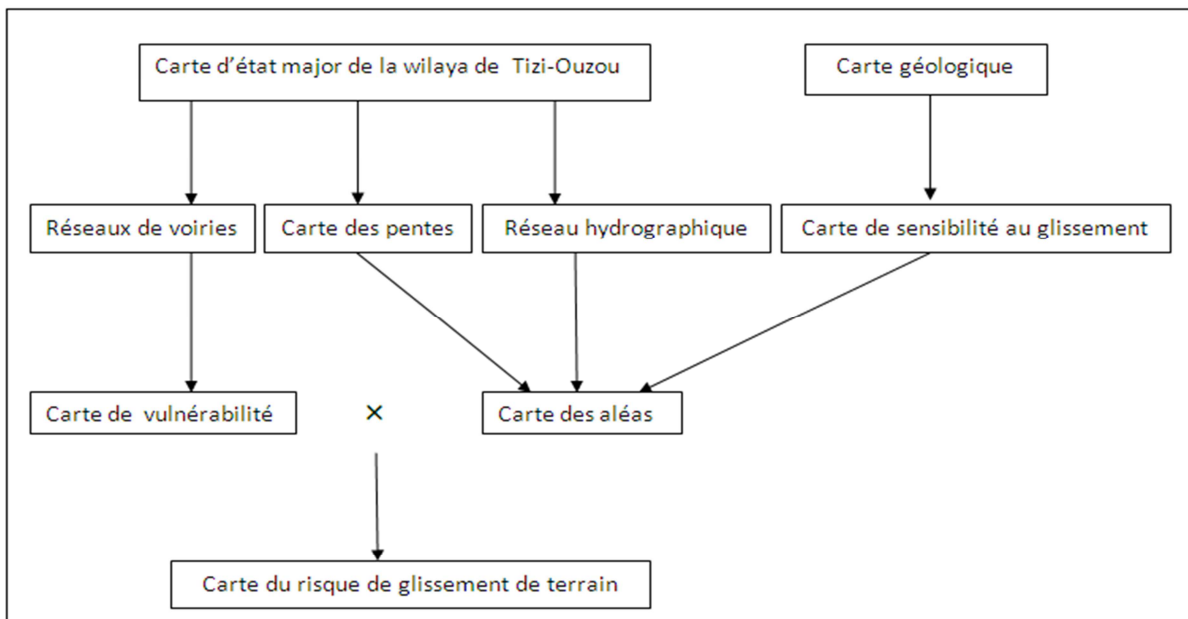 Carte d'état major de la wilaya de Tizi-Ouzou
Carte géologique
Réseaux de voiries
Carte des pentes
Réseau hydrographique
Carte de sensibilité au glissement
Carte de vulnérabilité
×
Carte des aléas
Carte du risque de glissement de terrain